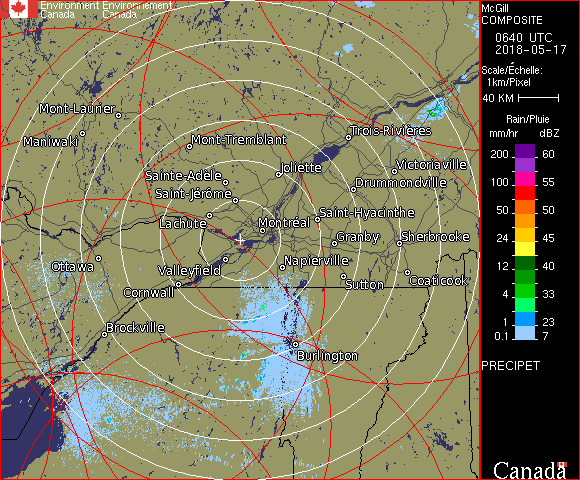 Environment Environnement
Canada Canada
McGill
COMPOSITE
0640 UTC
2018-05-17
Scale/Échelle:
1km/Pixel
40 KM
Rain/Pluie
mm/hr dBZ
200 60
100 55
50 50
24 45
12 40
4 33
1 23
0.1 7
PRECIPET
Mont-Laurier
Maniwaki
Mont-Tremblant
Trois-Rivières
Sainte-Adèle
Joliette
Victoriaville
Saint-Jérôme
Drummondville
Lachute
Montréal
Saint-Hyacinthe
Granby
Sherbrooke
Ottawa
Valleyfield
Napierville
Cornwall
Sutton
Coaticook
Brockville
Burlington
Canada